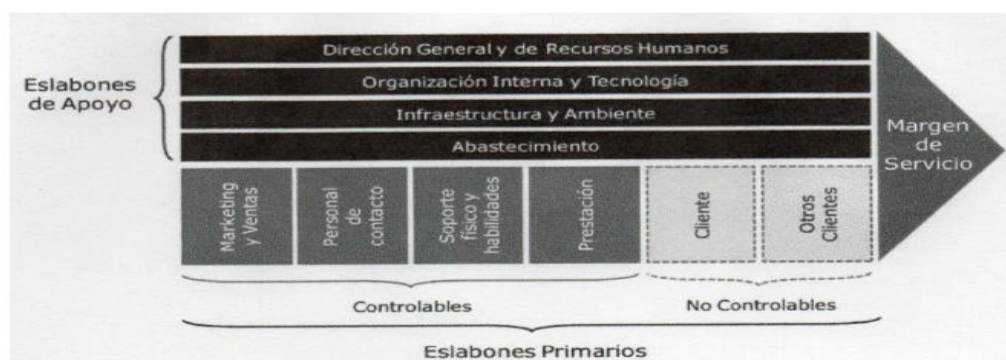 Dirección General y de Recursos Humanos
Eslabones
de Apoyo
Organización Interna y Tecnología
Infraestructura y Ambiente
Abastecimiento
Margen
de
Servicio
Marketing
y Ventas
Personal
de
contacto
Soporte
físico y
habilidades
Prestación
Cliente
Otros
Clientes
Controlables
No Controlables
Eslabones Primarios